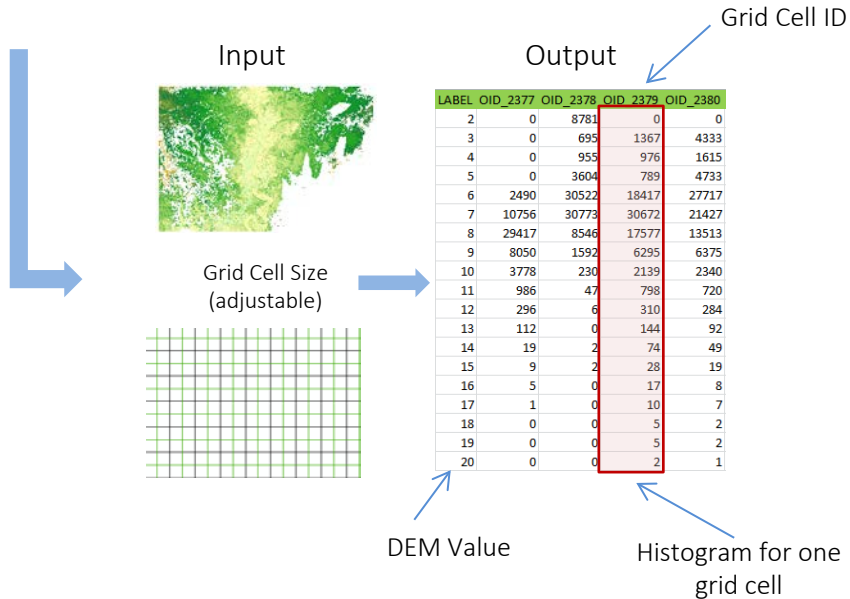 Grid Cell ID
Input
Output
LABEL OID_2377 OID_2378 OID_2379 OID_2380
2 0 8781 0 0
3 0 695 1367 4333
4 0 955 976 1615
5 0 3604 789 4733
6 2490 30522 18417 27717
7 10756 30773 30672 21427
8 29417 8546 17577 13513
9 8050 1592 6295 6375
10 3778 230 2139 2340
11 986 47 798 720
12 296 6 310 284
13 112 0 144 92
14 19 2 74 49
15 9 2 28 19
16 5 0 17 8
17 1 0 10 7
18 0 0 5 2
19 0 0 5 2
20 0 0 2 1
Grid Cell Size
(adjustable)
DEM Value
Histogram for one
grid cell